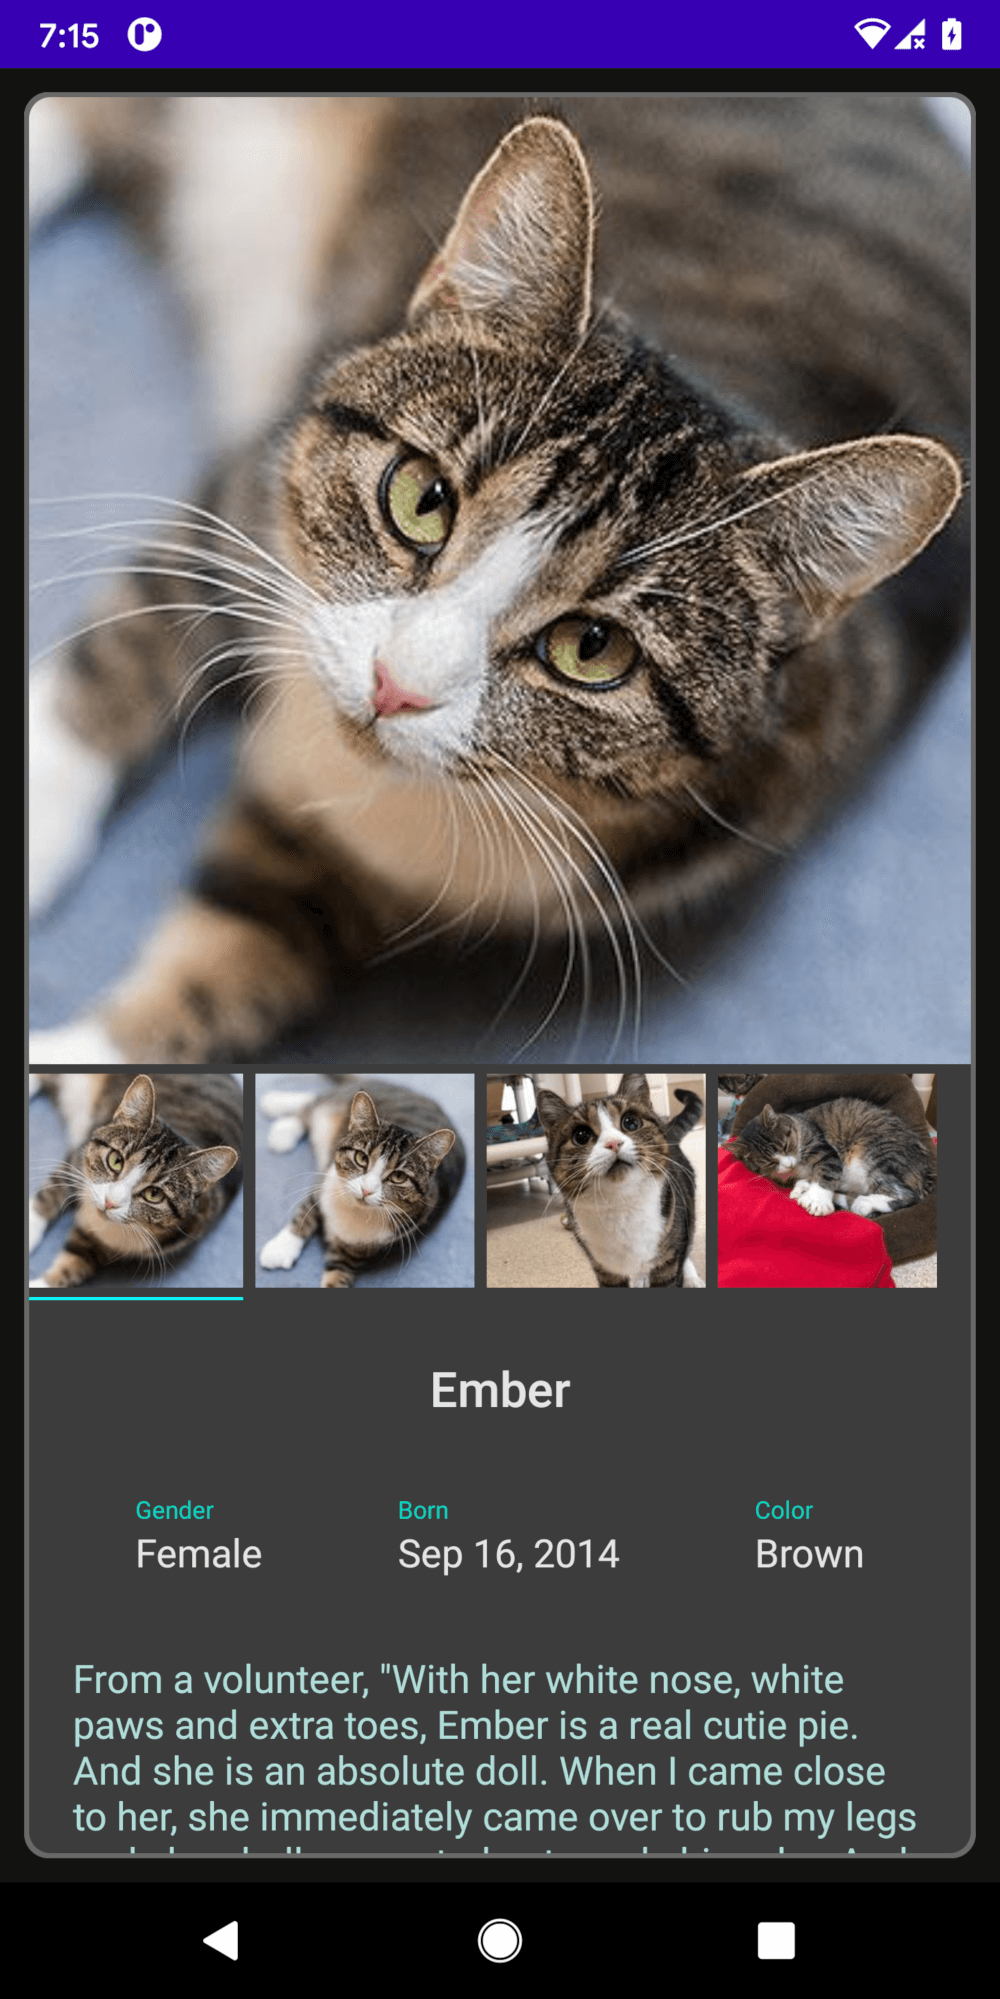 7:15
Ember
Gender
Born
Color
Female
Sep 16, 2014
Brown
From a volunteer, "With her white nose, white
paws and extra toes, Ember is a real cutie pie.
And she is an absolute doll. When I came close
to her, she immediately came over to rub my legs